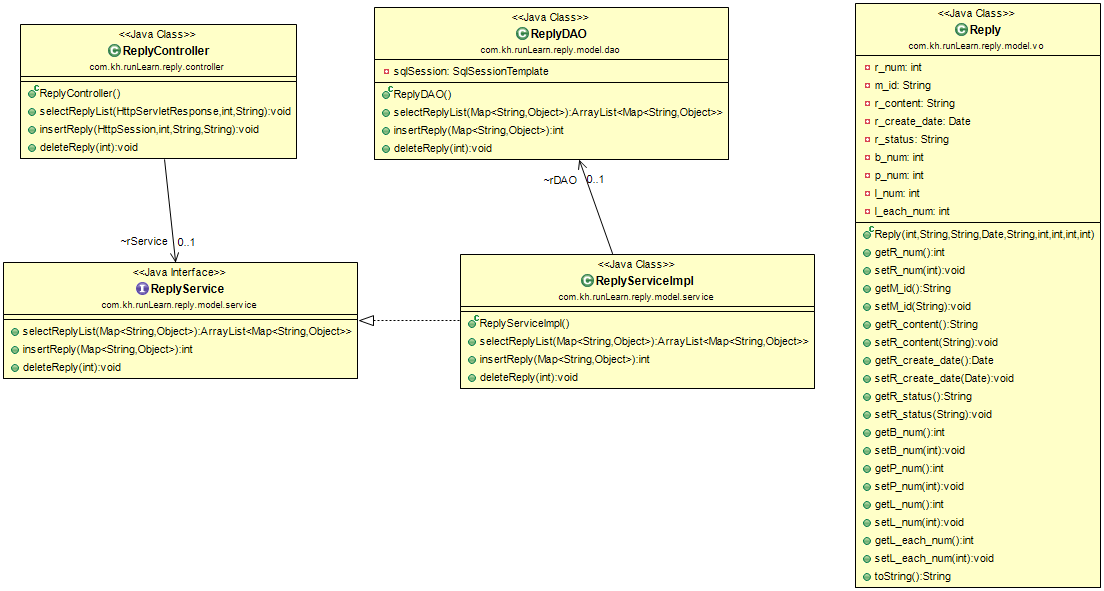 <<Java Class>>
ReplyController
com.kh.runLearn.reply.controller
ReplyController()
selectReplyList(HttpServletResponse,int,String):void
insertReply(HttpSession,int,String,String):void
deleteReply(int):void
<<Java Class>>
ReplyDAO
com.kh.runLearn.reply.model.dao
sqlSession: SqlSessionTemplate
ReplyDAO()
selectReplyList(Map<String,Object>):ArrayList<Map<String,Object>>
insertReply(Map<String,Object>):int
deleteReply(int):void
~rDAO 0..1
~rService 0..1
<<Java Interface>>
ReplyService
com.kh.runLearn.reply.model.service
selectReplyList(Map<String,Object>):ArrayList<Map<String,Object>>
insertReply(Map<String,Object>):int
deleteReply(int):void
<<Java Class>>
ReplyServiceImpl
com.kh.runLearn.reply.model.service
ReplyServiceImpl()
selectReplyList(Map<String,Object>):ArrayList<Map<String,Object>>
insertReply(Map<String,Object>):int
deleteReply(int):void
<<Java Class>>
Reply
com.kh.runLearn.reply.model.vo
r_num: int
m_id: String
r_content: String
r_create_date: Date
r_status: String
b_num: int
p_num: int
l_num: int
l_each_num: int
Reply(int,String,String,Date,String,int,int,int,int)
getR_num():int
setR_num(int):void
getM_id():String
setM_id(String):void
getR_content():String
setR_content(String):void
getR_create_date():Date
setR_create_date(Date):void
getR_status():String
setR_status(String):void
getB_num():int
setB_num(int):void
getP_num():int
setP_num(int):void
getL_num():int
setL_num(int):void
getL_each_num():int
setL_each_num(int):void
toString():String